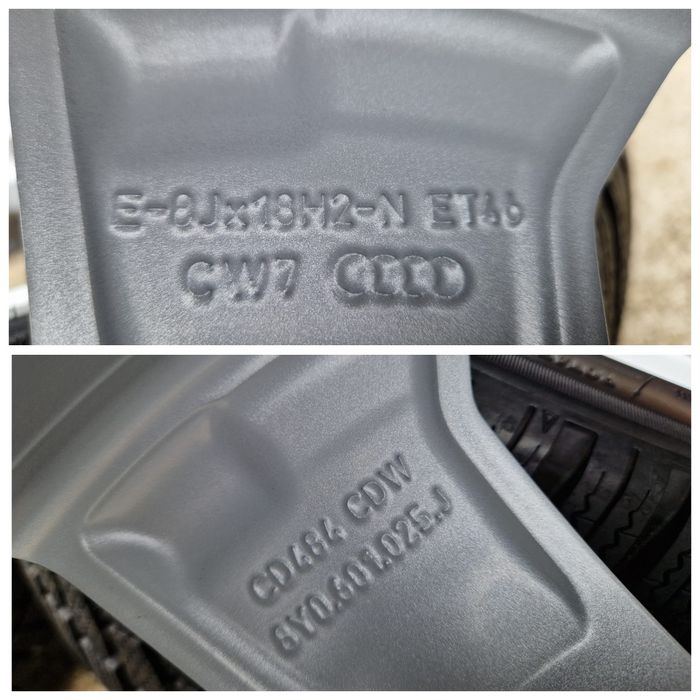 E-8Jx18H2-N ET46
CW7
CD484 CDW
8Y0.601.025.J